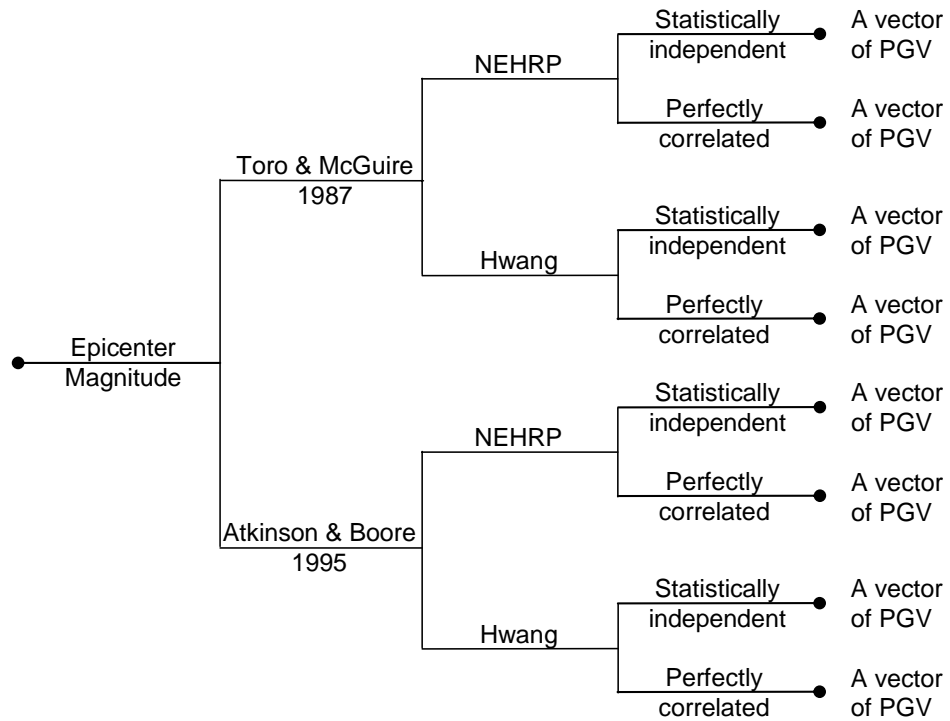 Statistically
independent
A vector
of PGV
NEHRP
Perfectly
correlated
A vector
of PGV
Toro & McGuire
1987
Statistically
independent
A vector
of PGV
Hwang
Perfectly
correlated
A vector
of PGV
Epicenter
Magnitude
Statistically
independent
A vector
of PGV
NEHRP
Perfectly
correlated
A vector
of PGV
Atkinson & Boore
1995
Statistically
independent
A vector
of PGV
Hwang
Perfectly
correlated
A vector
of PGV